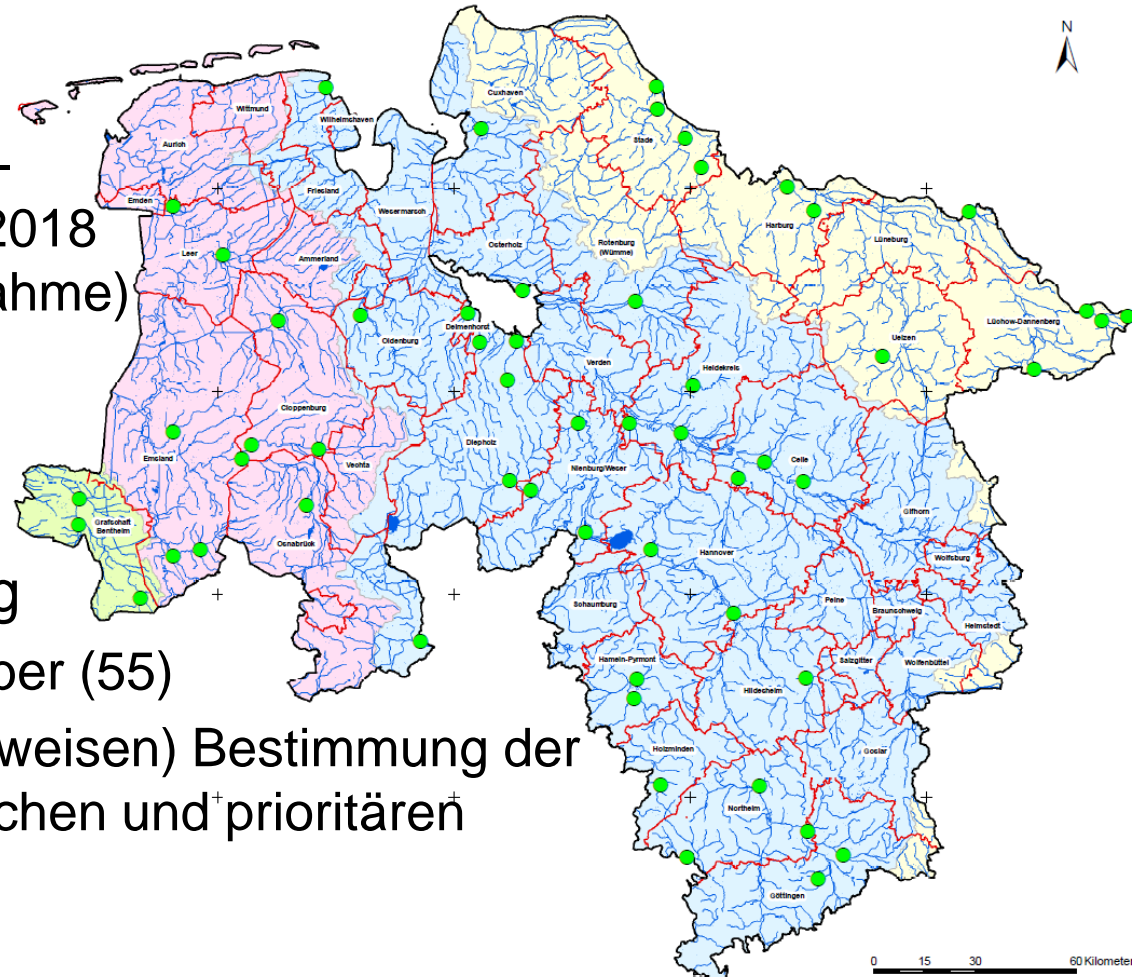 N
Cuxhaven
Wittmund
Wilhelmshaven
Aurich
Stade
–
Emden
Friesland
Wesermarsch
2018
Harburg
Lüneburg
Osterholz
Rotenburg
(Wümme)
Leer
Ammerland
ahme)
Lüchow-Dannenberg
Delmenhorst
Oldenburg
Uelzen
Verden
Heidekreis
Cloppenburg
Diepholz
Emsland
Vechta
Nienburg/Weser
Celle
Gifhorn
Grafschaft
Bentheim
Osnabrück
Hannover
Wolfsburg
g
Schaumburg
Peine
Braunschweig
Helmstedt
ber (55)
Hameln-Pyrmont
Salzgitter
Wolfenbüttel
Hildesheim
weisen) Bestimmung der
Holzminden
Goslar
chen und prioritären
Northeim
Göttingen
0 15 30 60 Kilometer